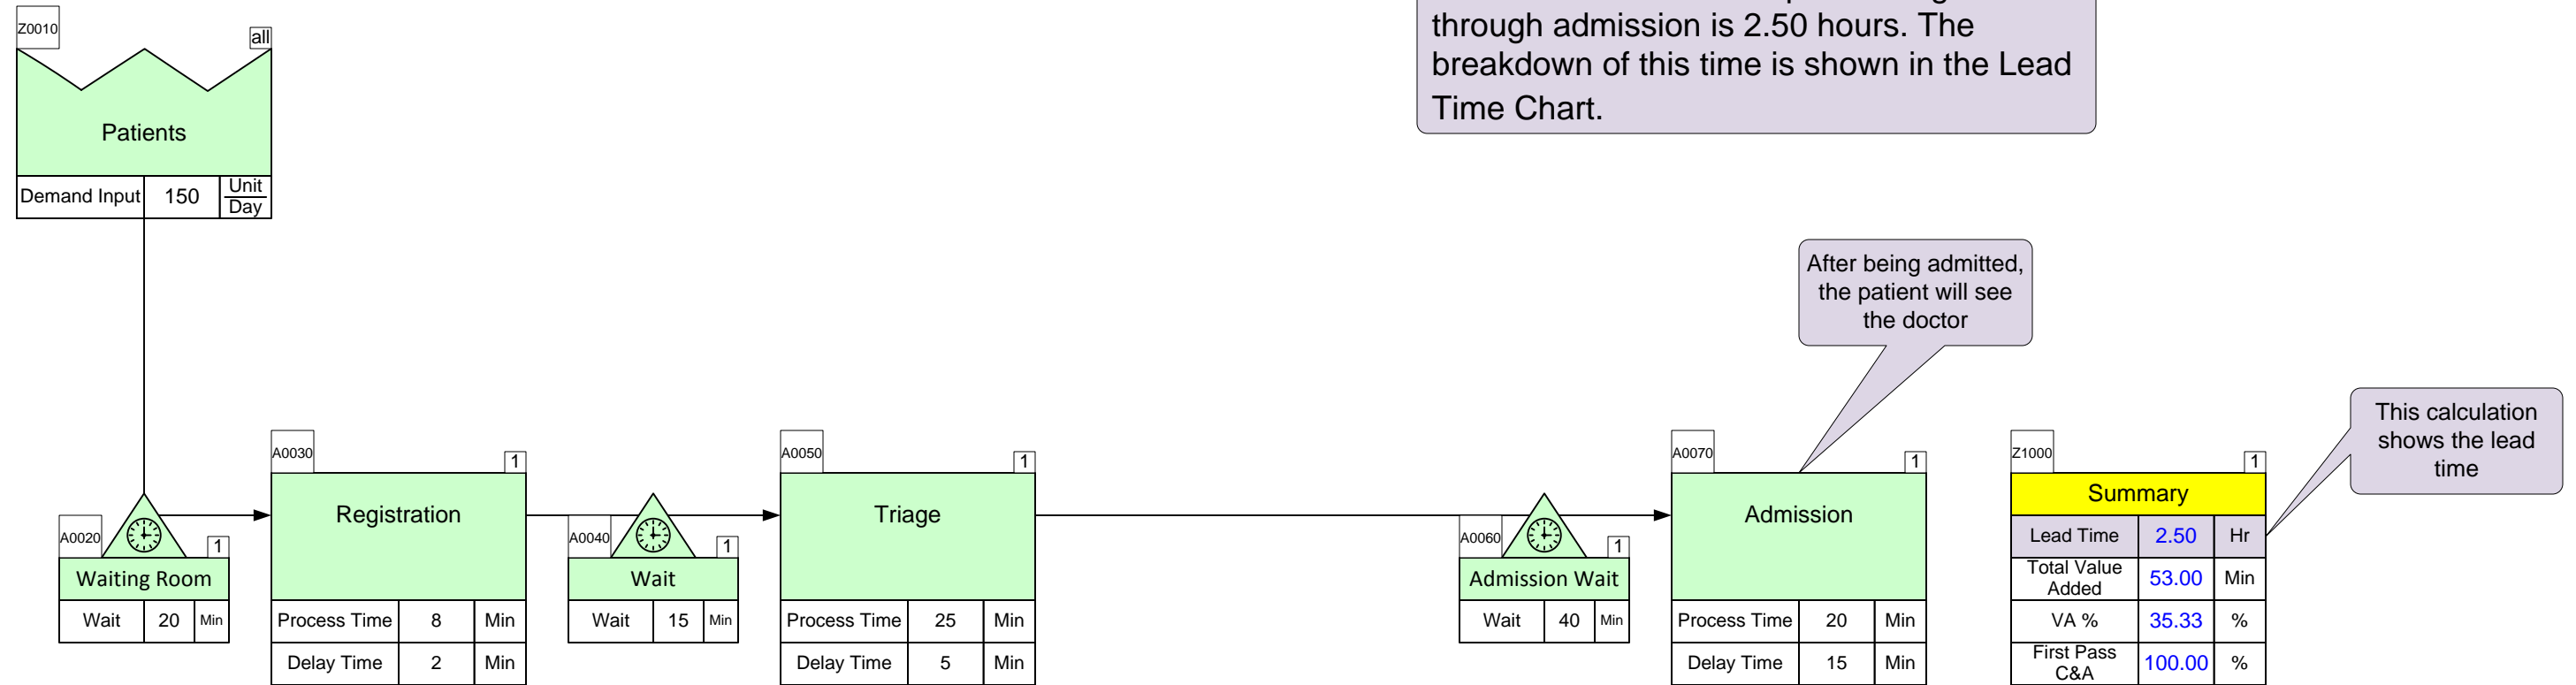 through admission is 2.50 hours. The
breakdown of this time is shown in the Lead
Time Chart.
Z0010
all
Patients
Demand Input 150 Unit
Day
After being admitted,
the patient will see
the doctor
This calculation
shows the lead
time
A0020
1
Waiting Room
Wait 20 Min
A0030
1
Registration
Process Time 8 Min
Delay Time 2 Min
A0040
1
Wait
Wait 15 Min
A0050
1
Triage
Process Time 25 Min
Delay Time 5 Min
A0060
1
Admission Wait
Wait 40 Min
A0070
1
Admission
Process Time 20 Min
Delay Time 15 Min
Z1000
1
Summary
Lead Time 2.50 Hr
Total Value
Added 53.00 Min
VA % 35.33 %
First Pass
C&A 100.00 %